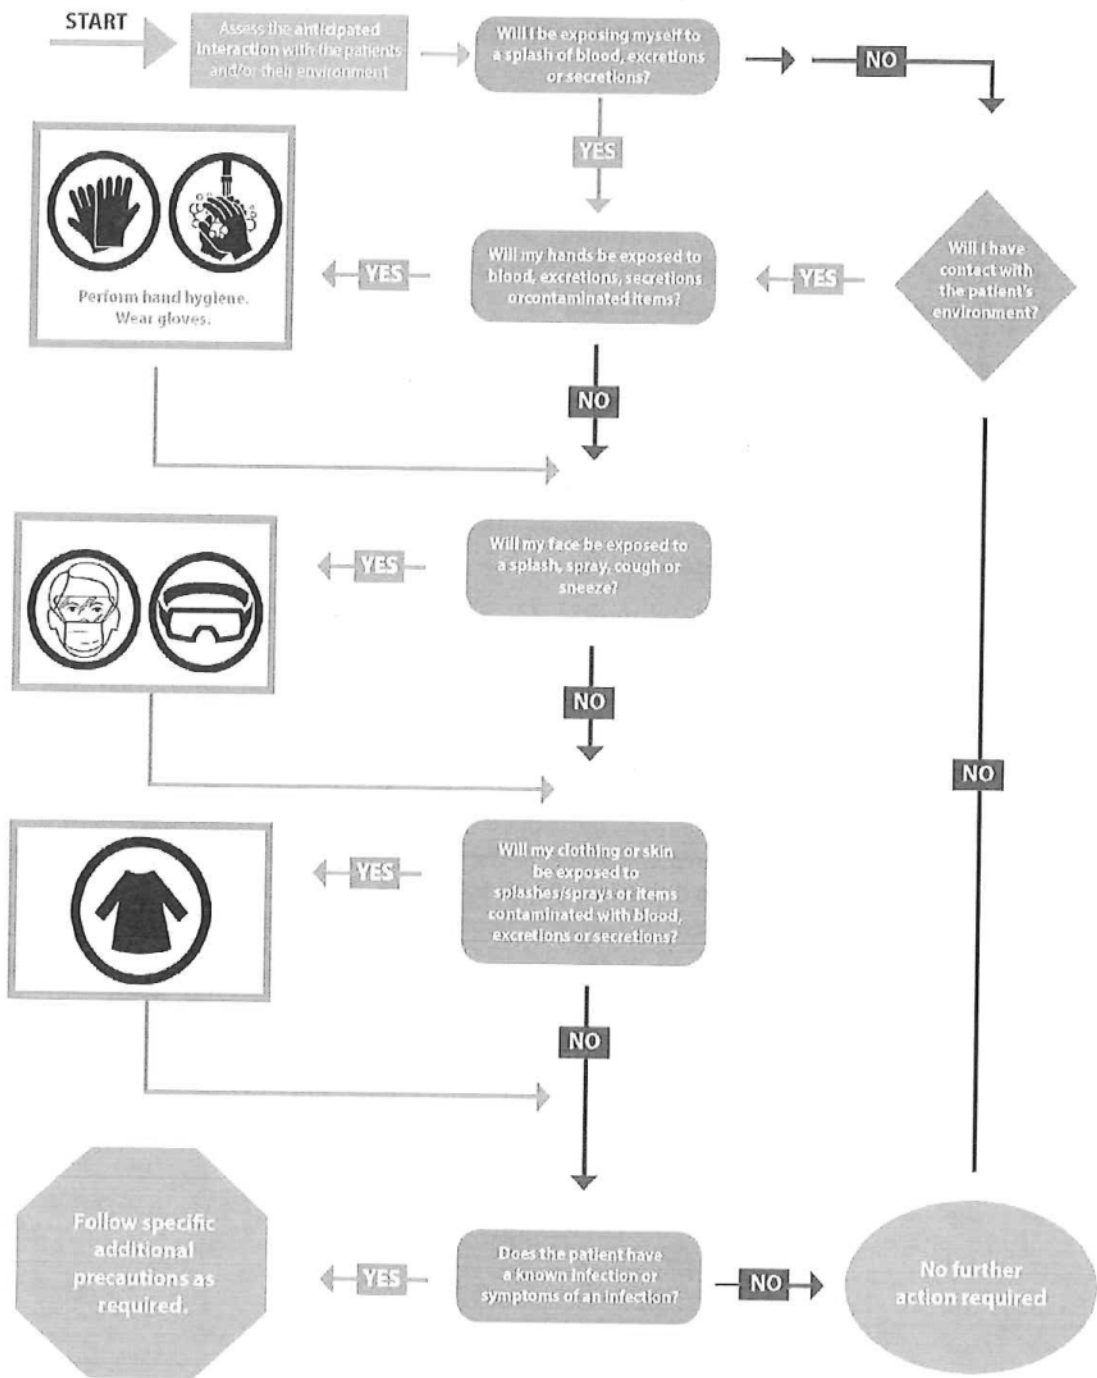 START
Assess the anticipated
interaction with the patients
and/or their environment
Will I be exposing myself to
a splash of blood, excretions
or secretions?
NO
YES
Perform hand hygiene.
Wear gloves.
YES
Will my hands be exposed to
blood, excretions, secretions
orcontaminated items?
YES
Will I have
contact with
the patient's
environment?
NO
YES
Will my face be exposed to
a splash, spray, cough or
sneeze?
NO
NO
YES
Will my clothing or skin
be exposed to
splashes/sprays or items
contaminated with blood,
excretions or secretions?
NO
Follow specific
additional
precautions as
required.
YES
Does the patient have
a known infection or
symptoms of an infection?
NO
No further
action required